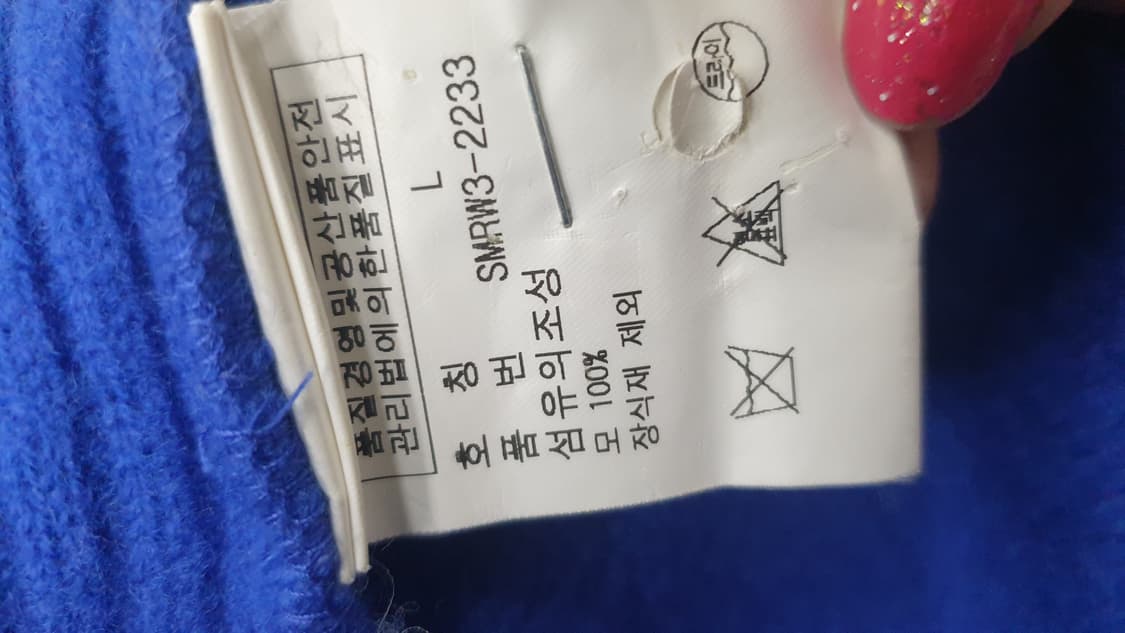 품질경영 및 공산품안전
관리법에 의한 품질표시
호 칭 L
품 번 SMRW3-2233
섬유의조성
모 100%
장식재 제외
드라이